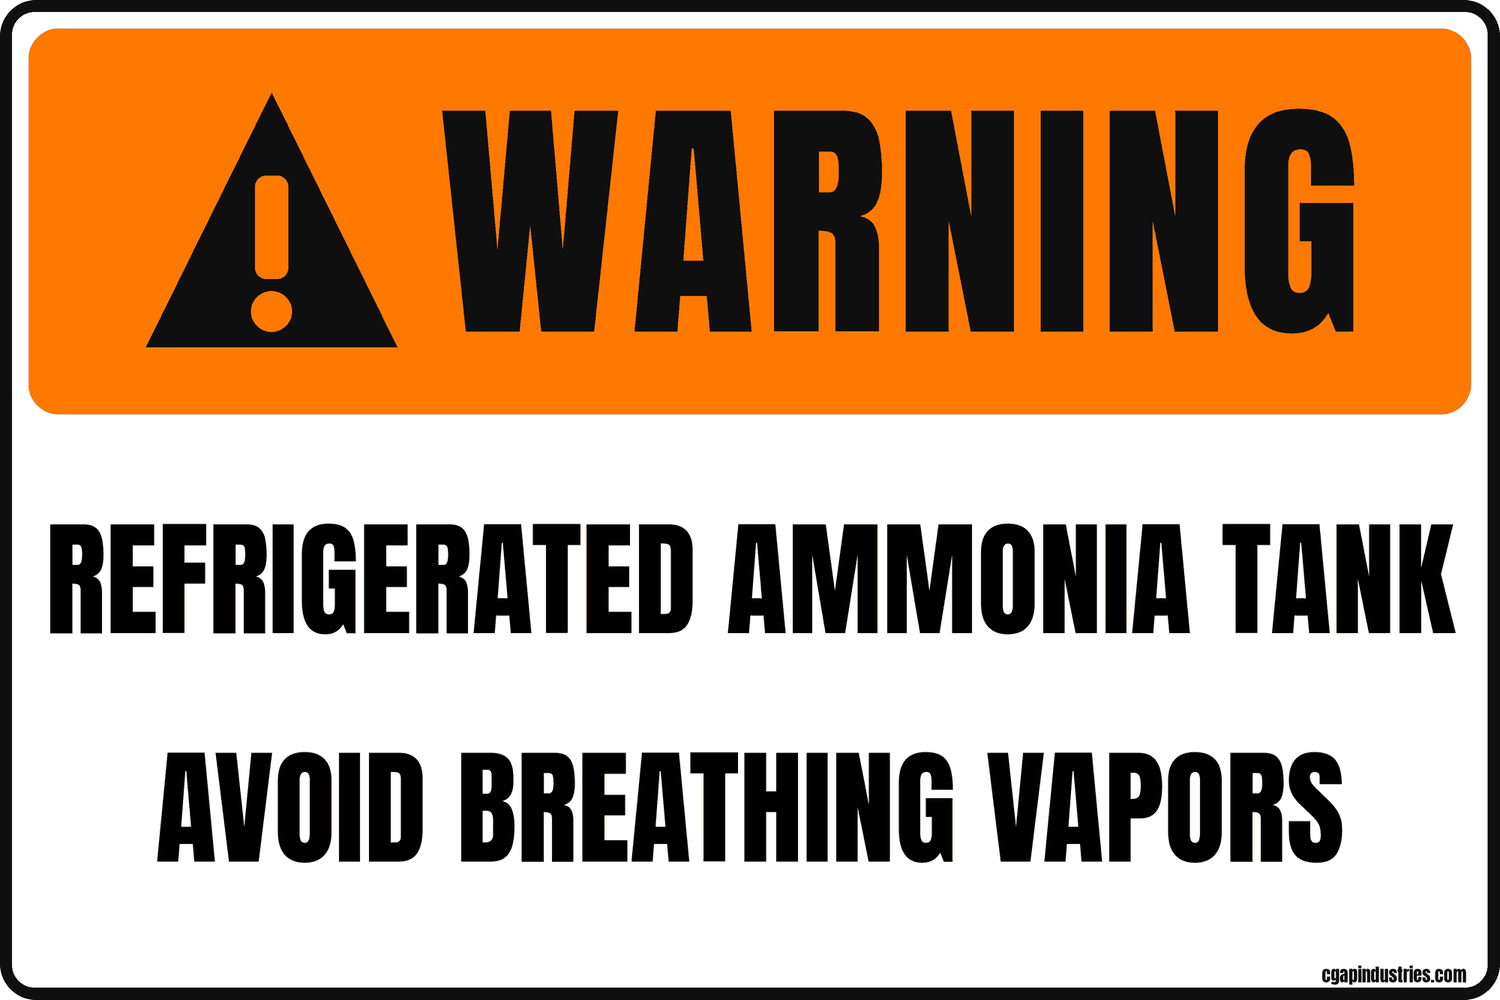 WARNING
REFRIGERATED AMMONIA TANK
AVOID BREATHING VAPORS
cgapindustries.com